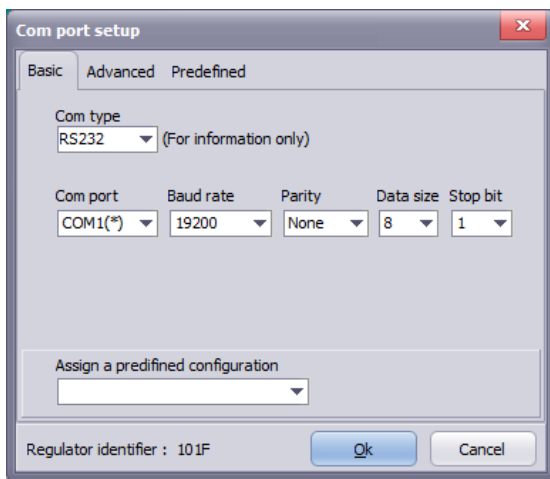 Com port setup
Basic Advanced Predefined
Com type
RS232 (For information only)
Com port Baud rate Parity Data size Stop bit
COM1(*) 19200 None 8 1
Assign a predifined configuration
Regulator identifier : 101F Ok Cancel